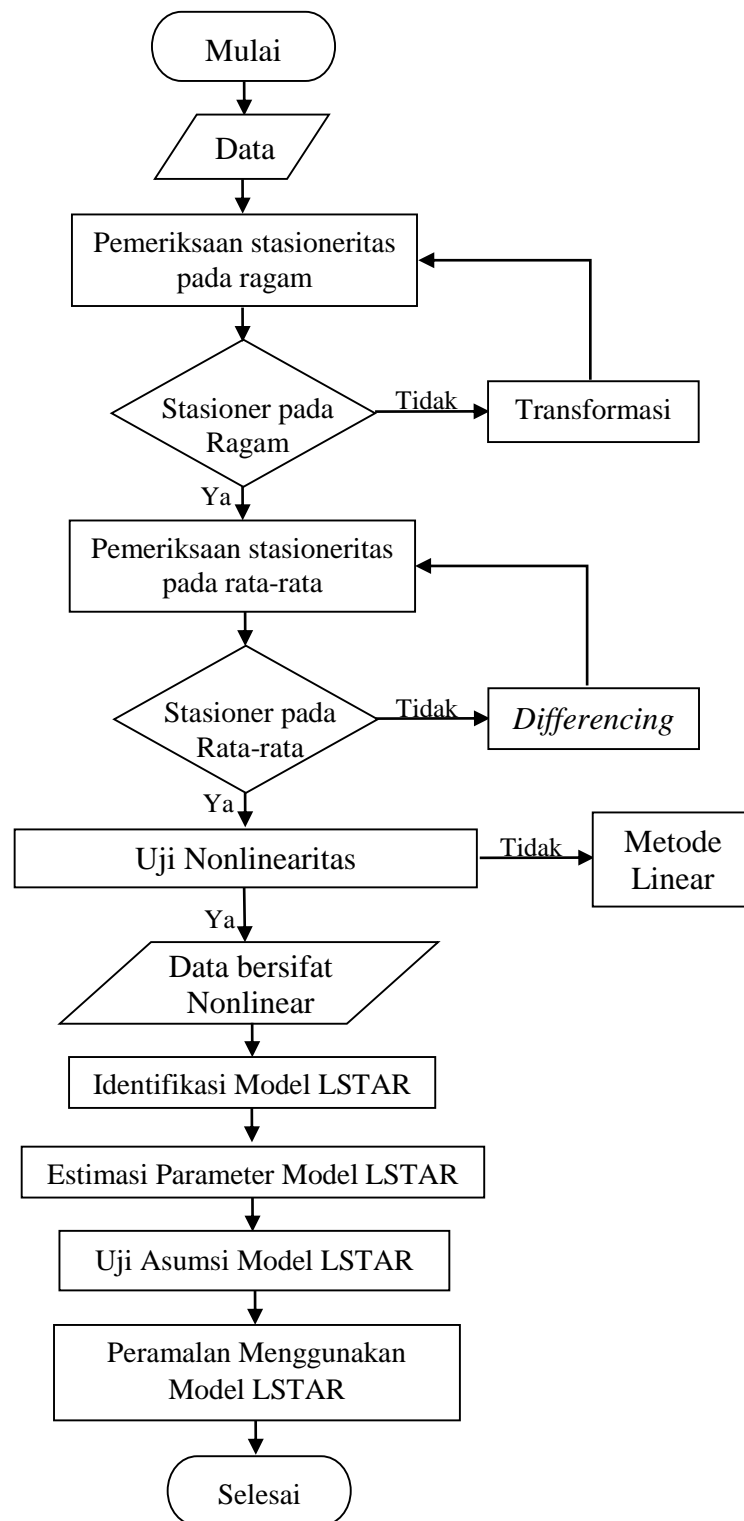 Mulai
Data
Pemeriksaan stasioneritas
pada ragam
Stasioner pada
Ragam
Tidak
Transformasi
Ya
Pemeriksaan stasioneritas
pada rata-rata
Stasioner pada
Rata-rata
Tidak
Differencing
Ya
Uji Nonlinearitas
Tidak
Metode
Linear
Ya
Data bersifat
Nonlinear
Identifikasi Model LSTAR
Estimasi Parameter Model LSTAR
Uji Asumsi Model LSTAR
Peramalan Menggunakan
Model LSTAR
Selesai